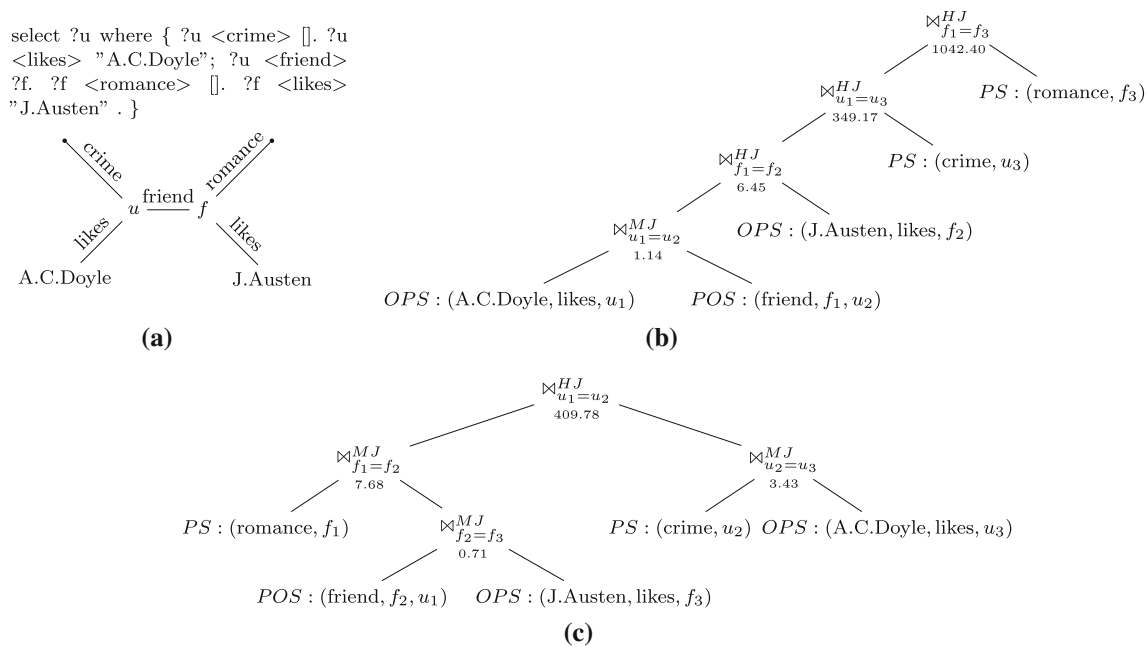 select ?u where { ?u <crime> []. ?u
<likes> "A.C.Doyle"; ?u <friend>
?f. ?f <romance> []. ?f <likes>
"J.Austen" . }
crime
romance
u
friend
f
likes
likes
A.C.Doyle
J.Austen
(a)
⋈HJ f1=f3
1042.40
⋈HJ u1=u3
349.17
PS : (romance, f3)
⋈HJ f1=f2
6.45
PS : (crime, u3)
⋈MJ u1=u2
1.14
OPS : (J.Austen, likes, f2)
OPS : (A.C.Doyle, likes, u1)
POS : (friend, f1, u2)
(b)
⋈HJ u1=u2
409.78
⋈MJ f1=f2
7.68
⋈MJ u2=u3
3.43
PS : (romance, f1)
⋈MJ f2=f3
0.71
PS : (crime, u2)
OPS : (A.C.Doyle, likes, u3)
POS : (friend, f2, u1)
OPS : (J.Austen, likes, f3)
(c)